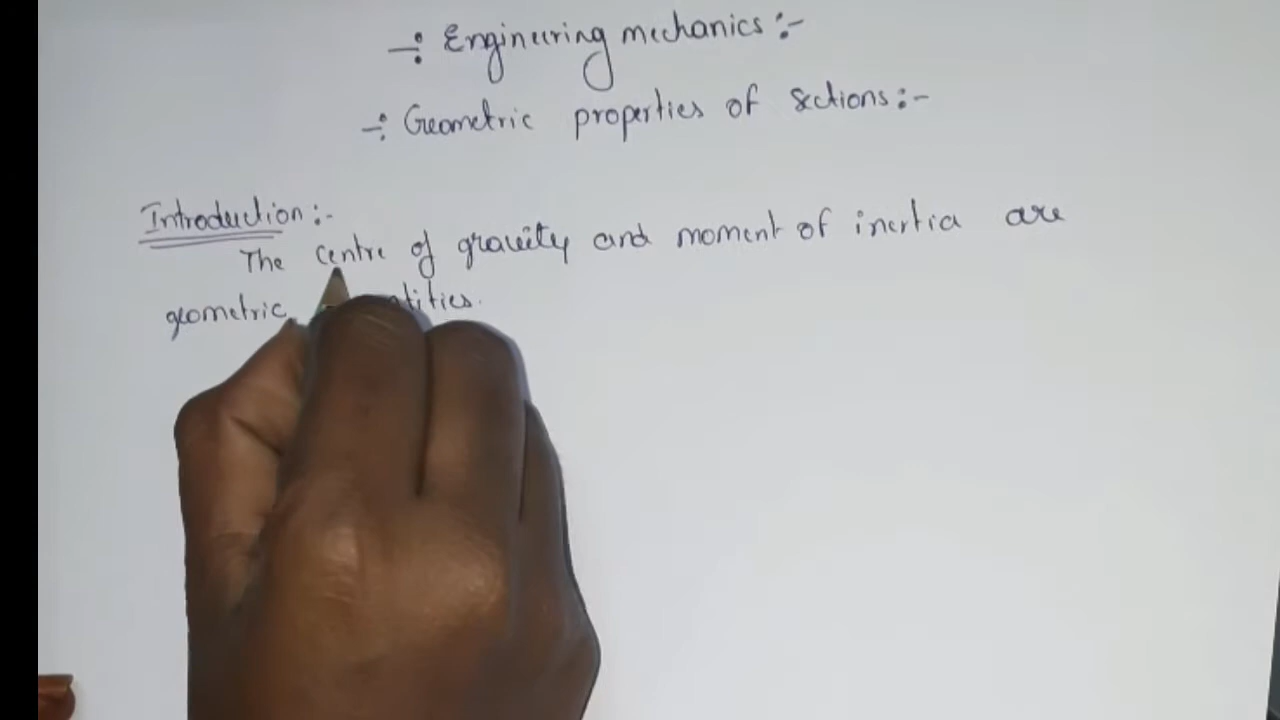 -: Engineering mechanics :-
-: Geometric properties of sections :-
Introduction :-
The centre of gravity and moment of inertia are
geometric